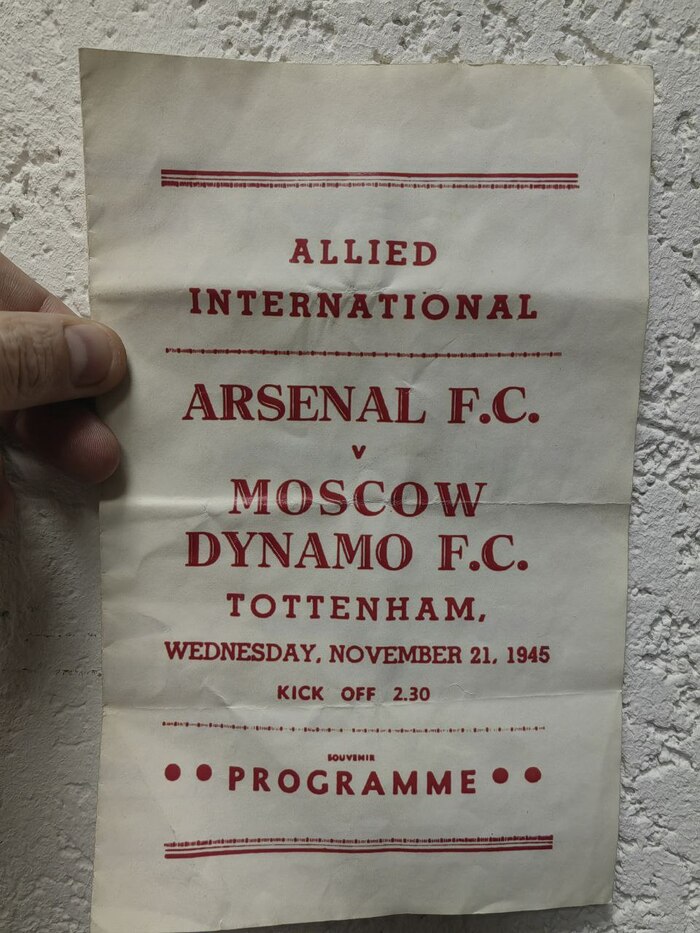 ALLIED
INTERNATIONAL
ARSENAL F.C.
v
MOSCOW
DYNAMO F.C.
TOTTENHAM,
WEDNESDAY, NOVEMBER 21, 1945
KICK OFF 2.30
SOUVENIR
PROGRAMME